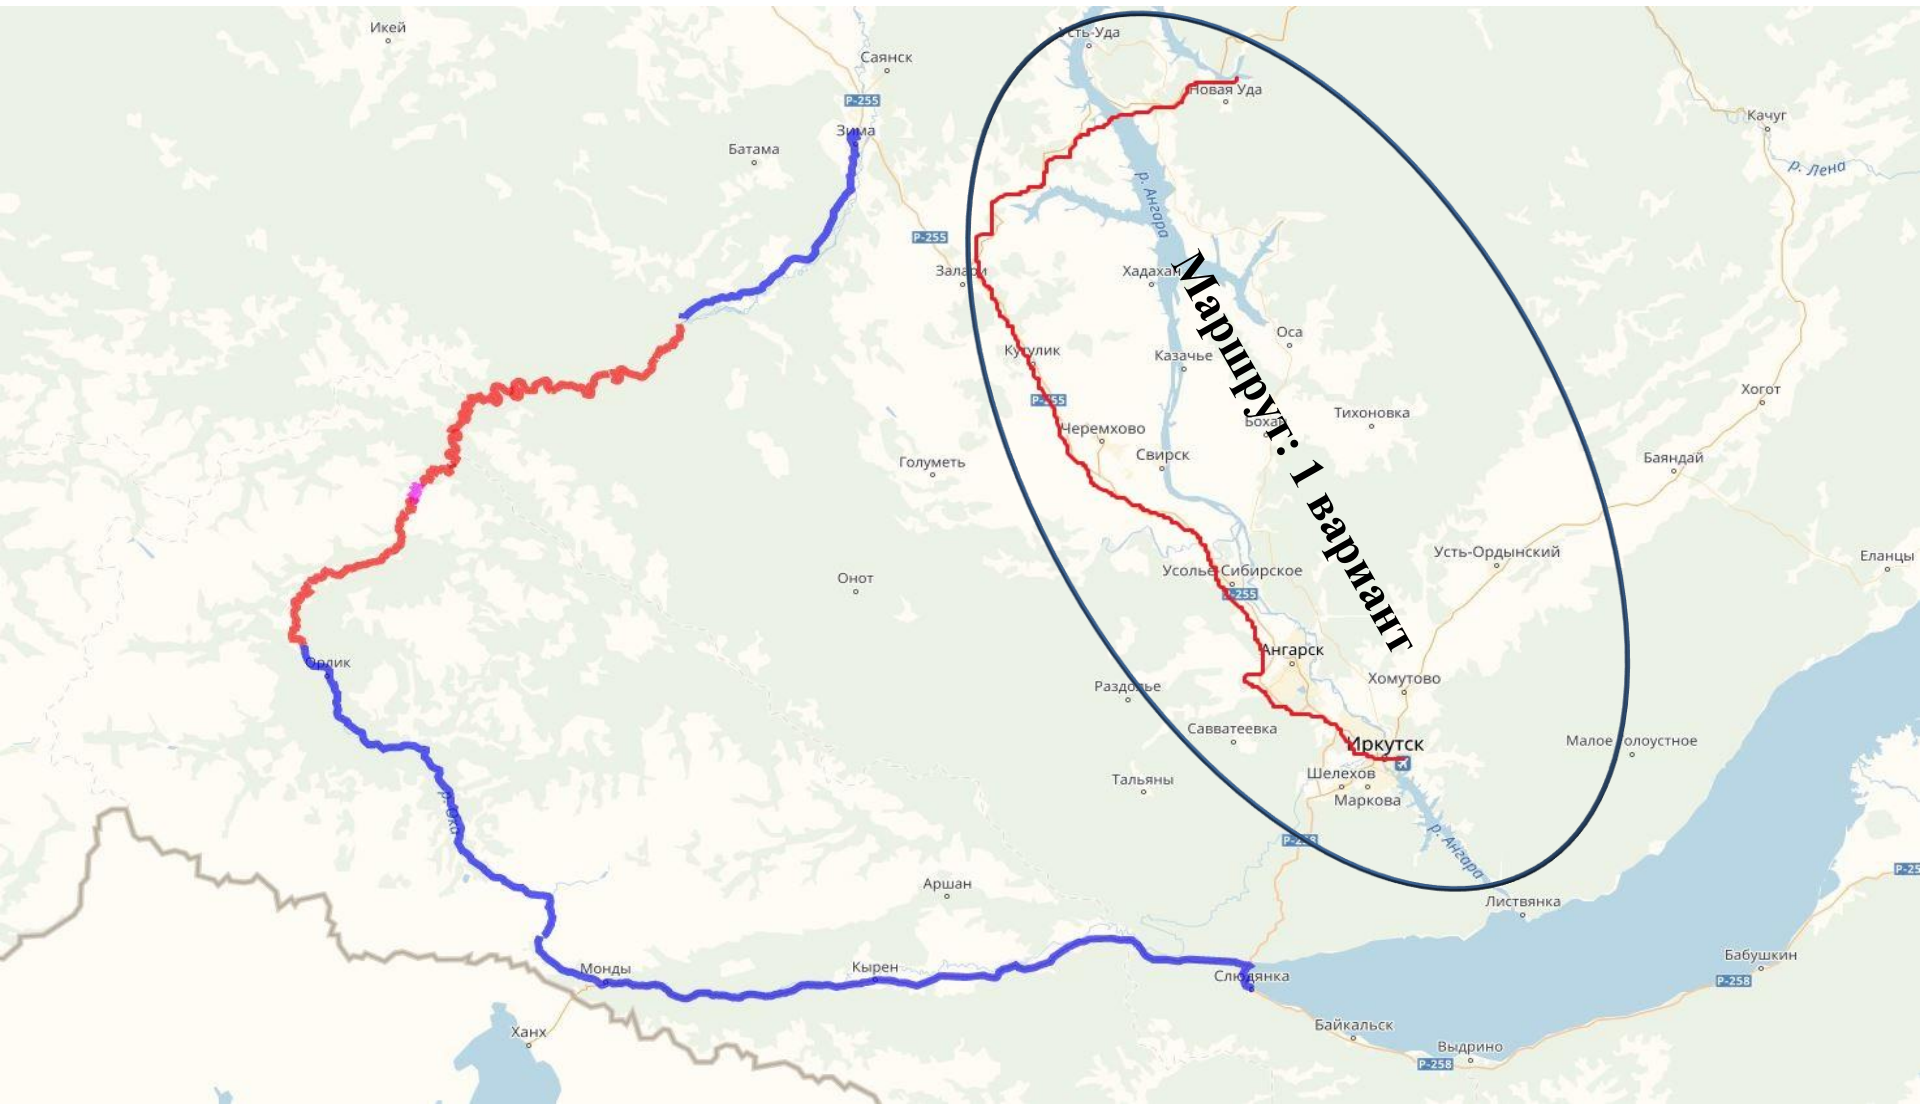 Икей
Усть-Уда
Саянск
Р-255
Новая Уда
Зима
Качуг
Батама
р. Лена
р. Ангара
Р-255
Залари
Хадахан
Маршрут: 1 вариант
Оса
Кутулик
Казачье
Хогот
Р-255
Тихоновка
Бохан
Черемхово
Свирск
Голуметь
Баяндай
Усть-Ордынский
Еланцы
Усолье-Сибирское
Онот
Р-255
Ангарск
Орлик
Хомутово
Раздолье
Савватеевка
Иркутск
Малое Голоустное
Шелехов
Тальяны
Маркова
р. Ока
Р-258
р. Ангара
Аршан
Листвянка
Бабушкин
Монды
Кырен
Слюдянка
Р-258
Ханх
Байкальск
Выдрино
Р-258